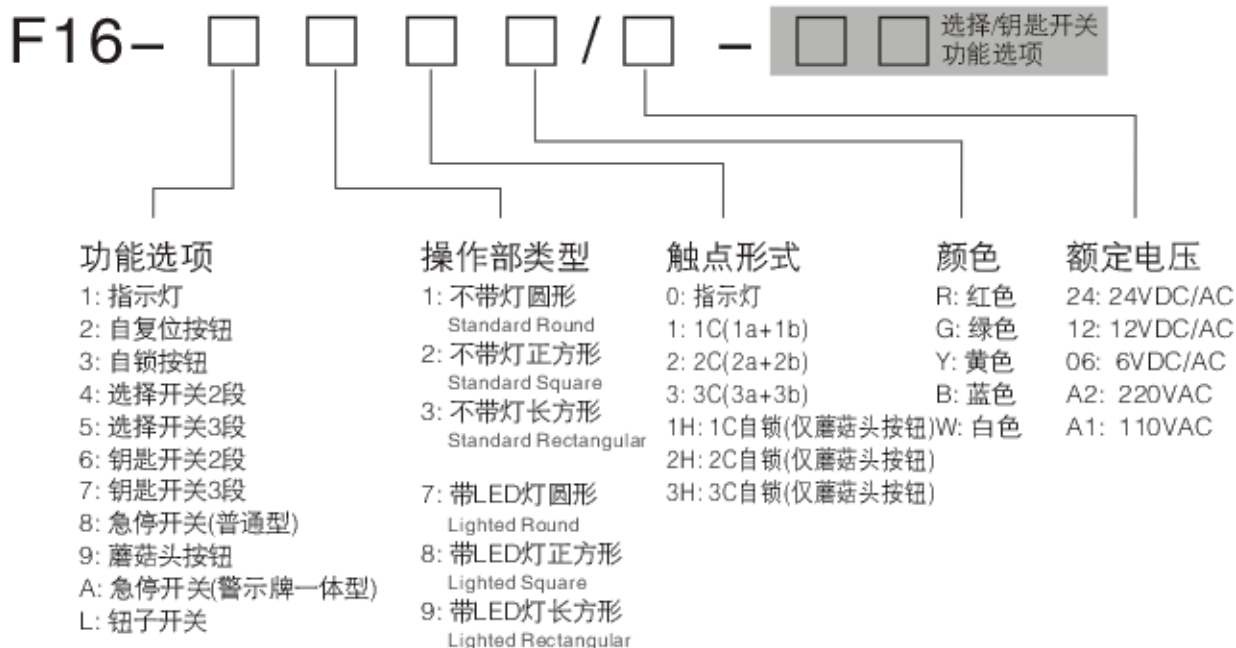 F16- □ □ □ □ / □ - □ □ 选择/钥匙开关
功能选项
功能选项
1: 指示灯
2: 自复位按钮
3: 自锁按钮
4: 选择开关2段
5: 选择开关3段
6: 钥匙开关2段
7: 钥匙开关3段
8: 急停开关(普通型)
9: 蘑菇头按钮
A: 急停开关(警示牌一体型)
L: 钮子开关
操作部类型
1: 不带灯圆形
Standard Round
2: 不带灯正方形
Standard Square
3: 不带灯长方形
Standard Rectangular
7: 带LED灯圆形
Lighted Round
8: 带LED灯正方形
Lighted Square
9: 带LED灯长方形
Lighted Rectangular
触点形式
0: 指示灯
1: 1C(1a+1b)
2: 2C(2a+2b)
3: 3C(3a+3b)
1H: 1C自锁(仅蘑菇头按钮)
2H: 2C自锁(仅蘑菇头按钮)
3H: 3C自锁(仅蘑菇头按钮)
颜色
R: 红色
G: 绿色
Y: 黄色
B: 蓝色
W: 白色
额定电压
24: 24VDC/AC
12: 12VDC/AC
06: 6VDC/AC
A2: 220VAC
A1: 110VAC